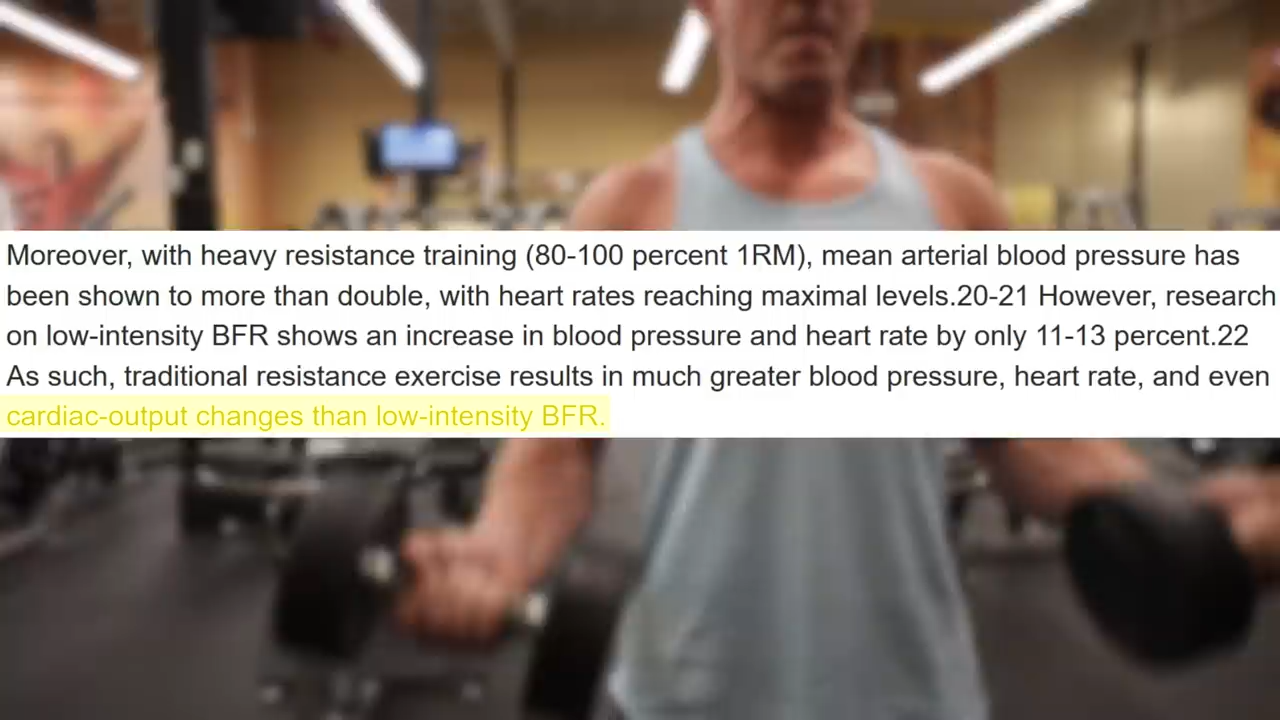 Moreover, with heavy resistance training (80-100 percent 1RM), mean arterial blood pressure has
been shown to more than double, with heart rates reaching maximal levels.20-21 However, research
on low-intensity BFR shows an increase in blood pressure and heart rate by only 11-13 percent.22
As such, traditional resistance exercise results in much greater blood pressure, heart rate, and even
cardiac-output changes than low-intensity BFR.